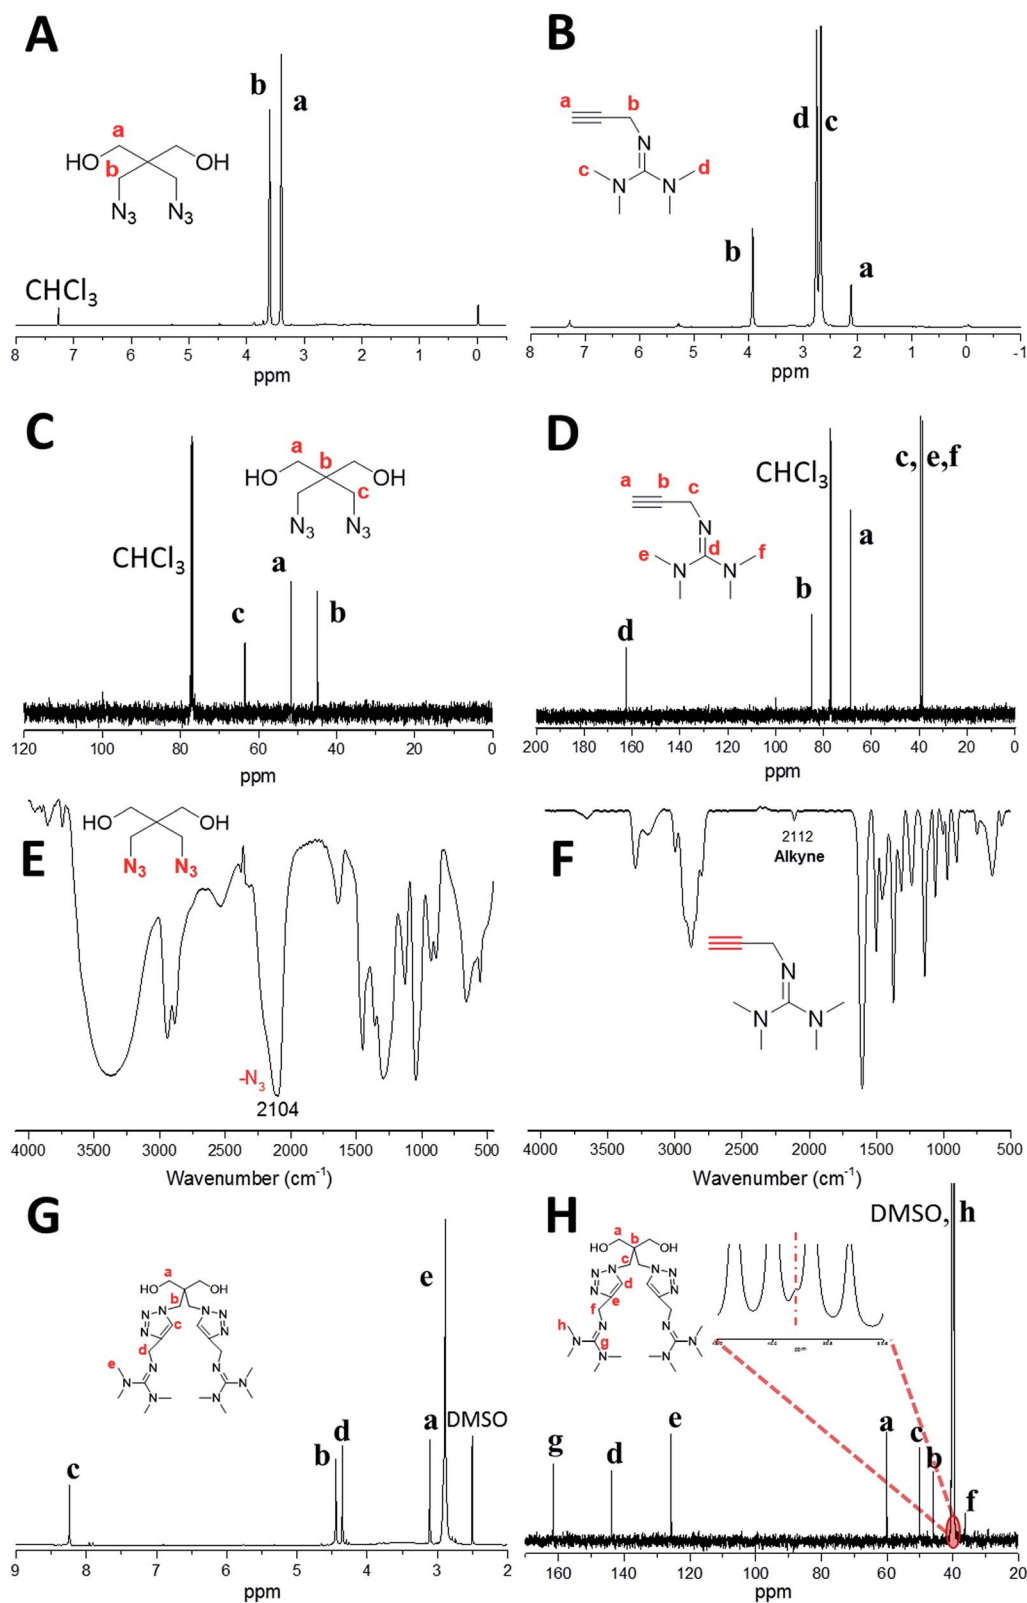 A
b
a
a
HO
OH
b
N3
N3
CHCl3
8
7
6
5
4
3
2
1
0
ppm
B
a
b
N
c
d
N
N
d
c
b
a
8
7
6
5
4
3
2
1
0
-1
ppm
C
a
b
HO
OH
c
N3
N3
CHCl3
c
a
b
120
100
80
60
40
20
0
ppm
D
a
b
c
N
e
d
f
N
N
CHCl3
c, e,f
a
b
d
200
180
160
140
120
100
80
60
40
20
0
ppm
E
HO
OH
N3
N3
-N3
2104
4000
3500
3000
2500
2000
1500
1000
500
Wavenumber (cm-1)
F
2112
Alkyne
N
N
N
4000
3500
3000
2500
2000
1500
1000
500
Wavenumber (cm-1)
G
a
HO
OH
b
N
N
N
N
N
N
c
d
e
N
N
N
N
N
N
e
a
DMSO
d
b
c
9
8
7
6
5
4
3
2
ppm
H
a
b
HO
OH
c
N
N
N
N
N
N
d
e
f
h
N
N
N
N
N
N
g
ppm
DMSO, h
g
d
e
a
c
b
f
160
140
120
100
80
60
40
20
ppm